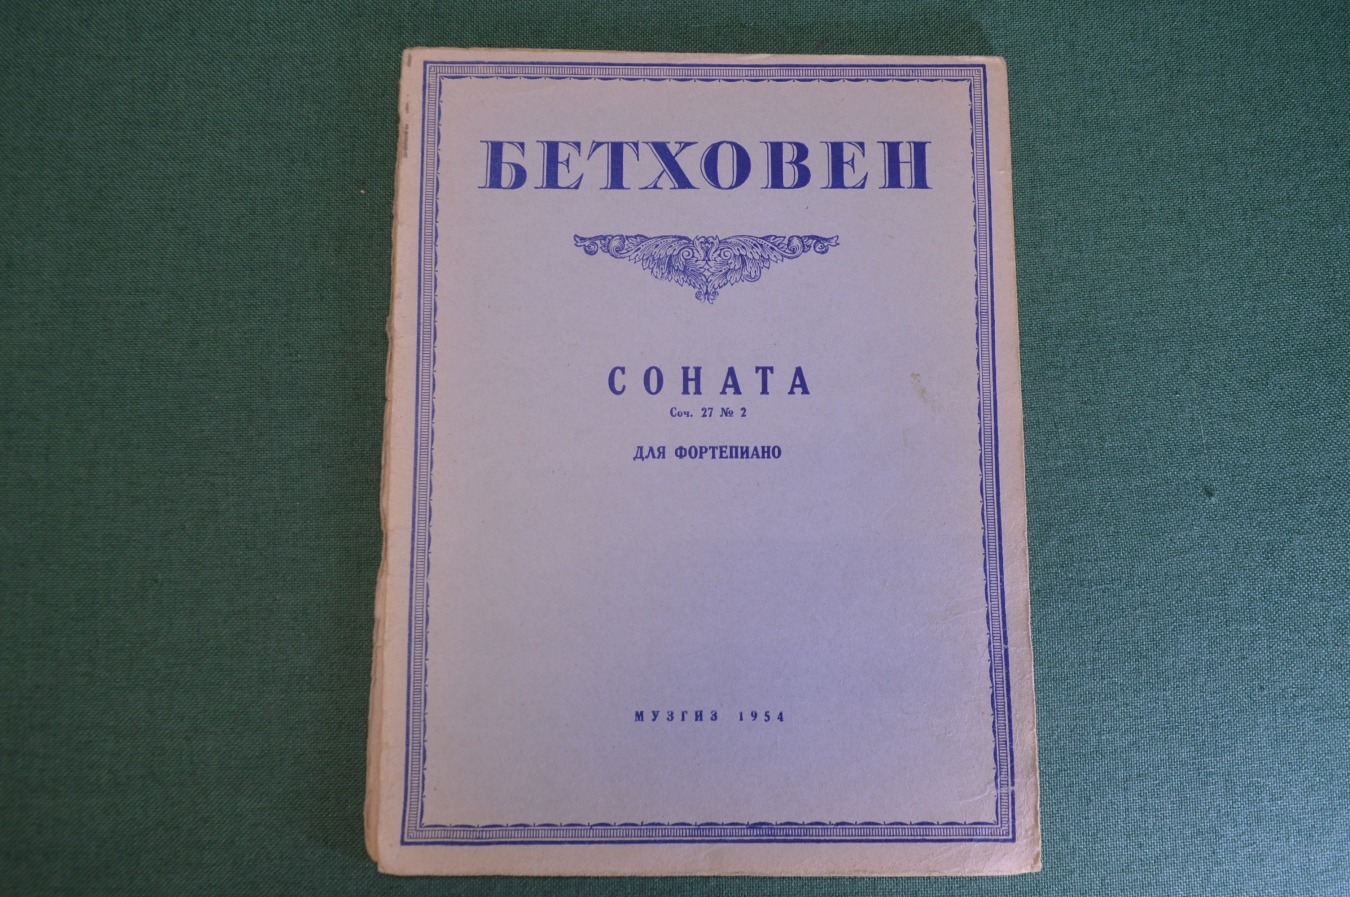 БЕТХОВЕН
СОНАТА
Соч. 27 № 2
ДЛЯ ФОРТЕПИАНО
МУЗГИЗ 1954